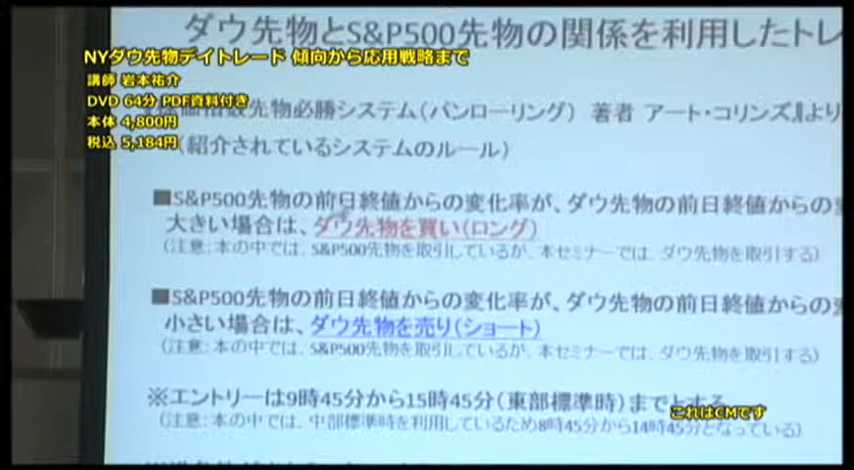 ダウ先物とS&P500先物の関係を利用したトレ
NYダウ先物デイトレード 傾向から応用戦略まで
講師 岩本祐介
DVD 64分 PDF資料付き
本体 4,800円
税込 5,184円
指数先物必勝システム(パンローリング) 著者 アート・コリンズ』より
(紹介されているシステムのルール)
■S&P500先物の前日終値からの変化率が、ダウ先物の前日終値からの変
大きい場合は、ダウ先物を買い(ロング)
(注意:本の中では、S&P500先物を取引しているが、本セミナーでは、ダウ先物を取引する)
■S&P500先物の前日終値からの変化率が、ダウ先物の前日終値からの変
小さい場合は、ダウ先物を売り(ショート)
(注意:本の中では、S&P500先物を取引しているが、本セミナーでは、ダウ先物を取引する)
※エントリーは9時45分から15時45分(東部標準時)までとする
これはCMです
(注意:本の中では、中部標準時を利用しているため8時45分から14時45分となっている)